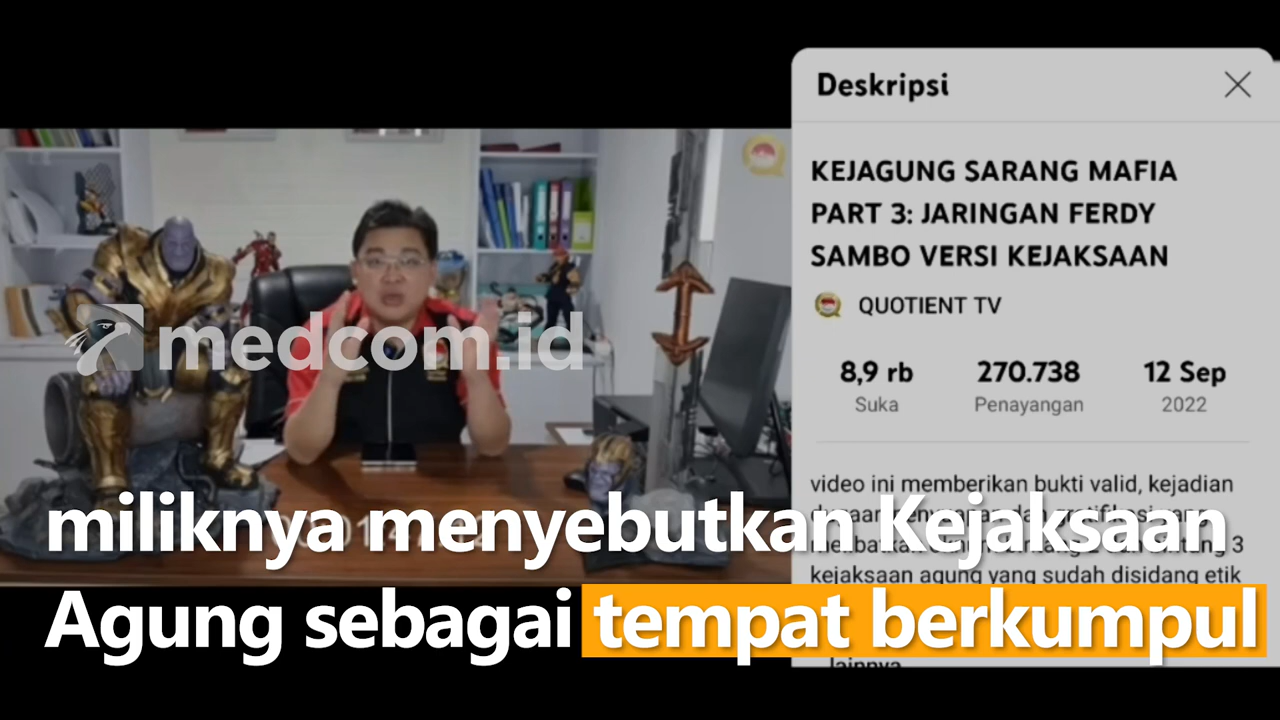 Deskripsi
KEJAGUNG SARANG MAFIA
PART 3: JARINGAN FERDY
SAMBO VERSI KEJAKSAAN
QUOTIENT TV
8,9 rb 270.738 12 Sep
Suka Penayangan 2022
medcom.id
video ini memberikan bukti valid, kejadian
3
kejaksaan agung yang sudah disidang etik
lainnya
miliknya menyebutkan Kejaksaan
Agung sebagai tempat berkumpul